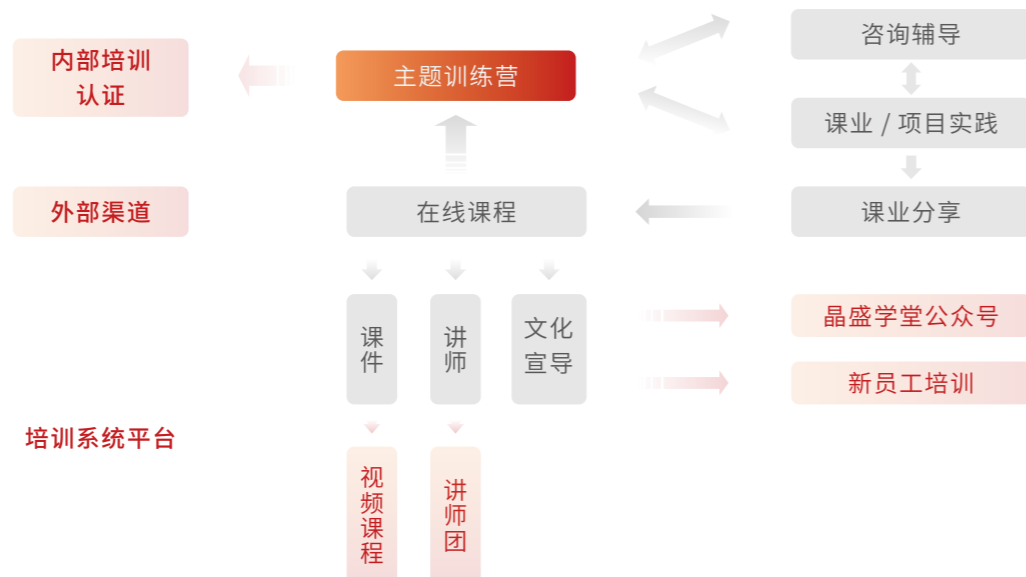 内部培训
认证
主题训练营
咨询辅导
课业 / 项目实践
外部渠道
在线课程
课业分享
课件
讲师
文化
宣导
晶盛学堂公众号
新员工培训
培训系统平台
视频课程
讲师团